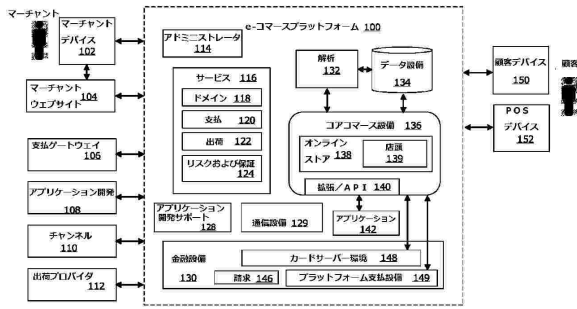 マーチャント
マーチャント
デバイス
102
マーチャント
ウェブサイト
104
支払ゲートウェイ
106
アプリケーション開発
108
チャンネル
110
出荷プロバイダ
112
e-コマースプラットフォーム 100
アドミニストレータ
114
サービス 116
ドメイン 118
支払 120
出荷 122
リスクおよび保証
124
アプリケーション
開発サポート
128
通信設備 129
解析
132
データ設備
134
コアコマース設備 136
オンライン
ストア 138
店頭
139
拡張/API 140
アプリケーション
142
金融設備
130
カードサーバー環境 148
請求 146
プラットフォーム支払設備 149
顧客デバイス
150
顧客
POS
デバイス
152